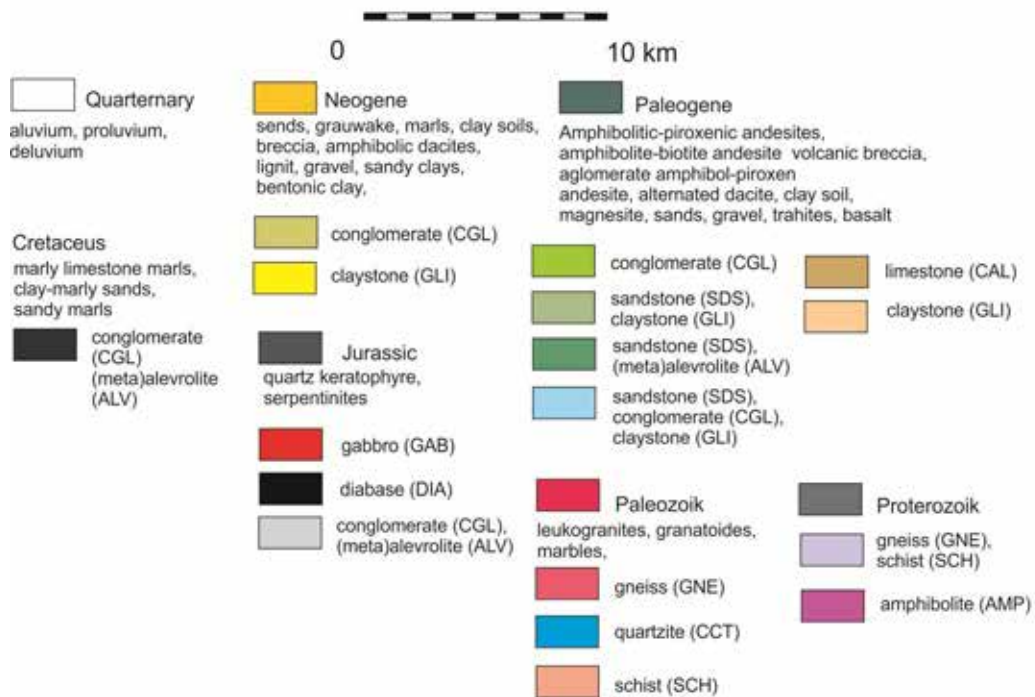 0 10 km
Quarternary
aluvium, proluvium,
deluvium
Cretaceus
marly limestone marls,
clay-marly sands,
sandy marls
conglomerate
(CGL)
(meta)alevrolite
(ALV)
Neogene
sends, grauwake, marls, clay soils,
breccia, amphibolic dacites,
lignit, gravel, sandy clays,
bentonic clay,
conglomerate (CGL)
claystone (GLI)
Jurassic
quartz keratophyre,
serpentinites
gabbro (GAB)
diabase (DIA)
conglomerate (CGL),
(meta)alevrolite (ALV)
Paleogene
Amphibolitic-piroxenic andesites,
amphibolite-biotite andesite volcanic breccia,
aglomerate amphibol-piroxen
andesite, alternated dacite, clay soil,
magnesite, sands, gravel, trahites, basalt
conglomerate (CGL)
sandstone (SDS),
claystone (GLI)
sandstone (SDS),
(meta)alevrolite (ALV)
sandstone (SDS),
conglomerate (CGL),
claystone (GLI)
limestone (CAL)
claystone (GLI)
Paleozoik
leukogranites, granatoides,
marbles,
gneiss (GNE)
quartzite (CCT)
schist (SCH)
Proterozoik
gneiss (GNE),
schist (SCH)
amphibolite (AMP)